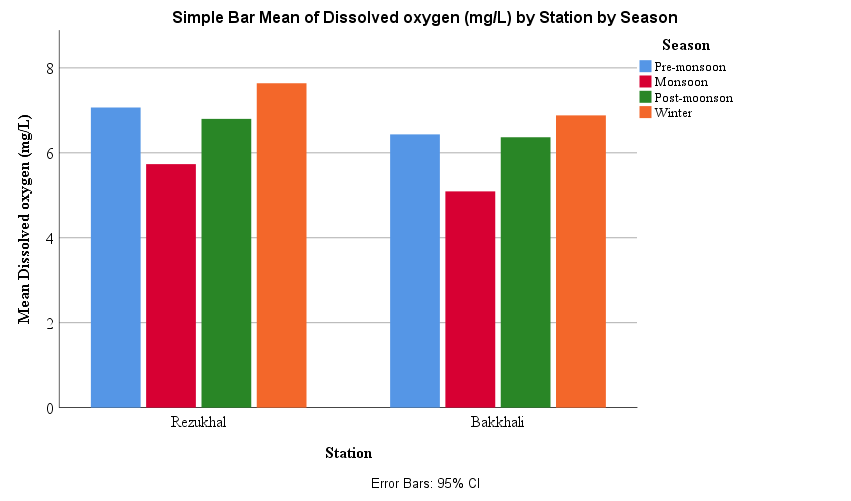 Simple Bar Mean of Dissolved oxygen (mg/L) by Station by Season
Mean Dissolved oxygen (mg/L)
8
6
4
2
0
Rezukhal
Bakkhali
Station
Season
Pre-monsoon
Monsoon
Post-moonson
Winter
Error Bars: 95% CI